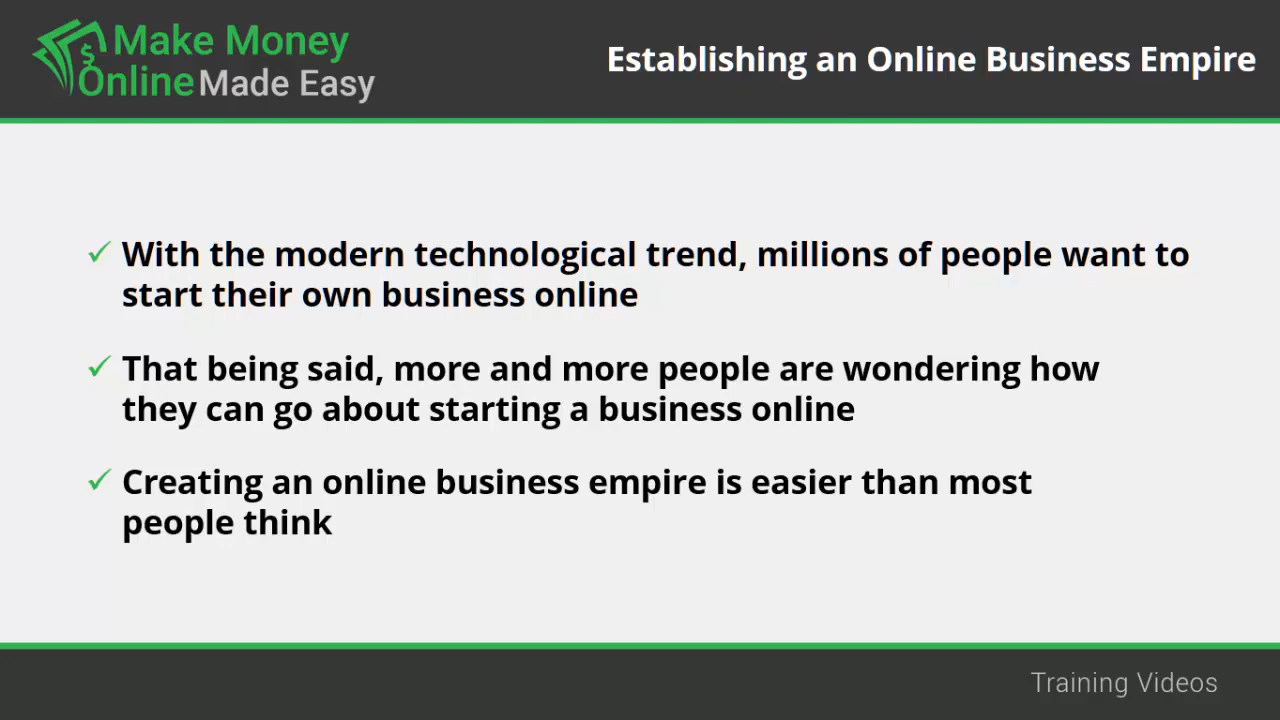 Make Money
Online Made Easy
Establishing an Online Business Empire
With the modern technological trend, millions of people want to
start their own business online
That being said, more and more people are wondering how
they can go about starting a business online
Creating an online business empire is easier than most
people think
Training Videos